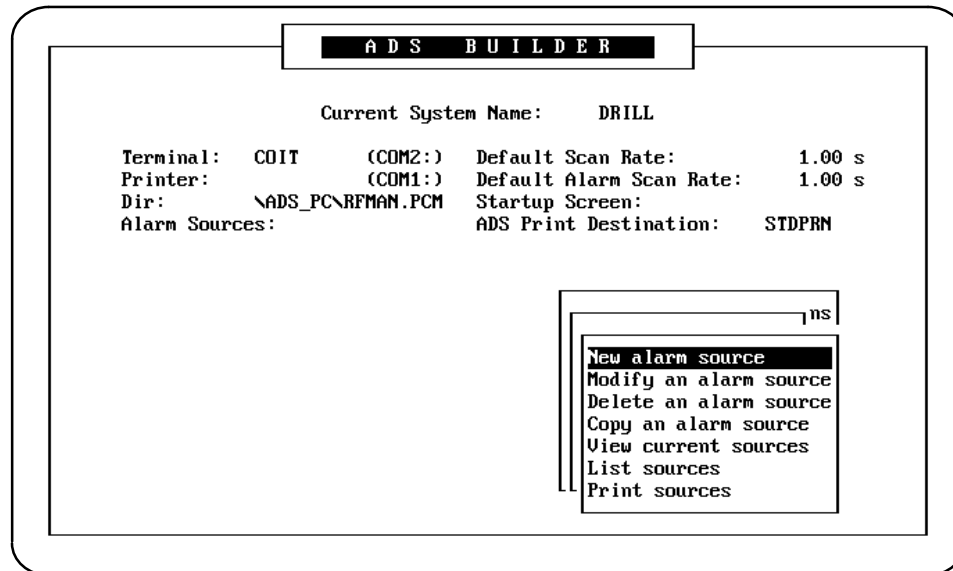 ADS BUILDER
Current System Name: DRILL
Terminal: COIT (COM2:) Default Scan Rate: 1.00 s
Printer: (COM1:) Default Alarm Scan Rate: 1.00 s
Dir: \ADS_PC\RFMAN.PCM Startup Screen:
Alarm Sources: ADS Print Destination: STDPRN
ns
New alarm source
Modify an alarm source
Delete an alarm source
Copy an alarm source
View current sources
List sources
Print sources